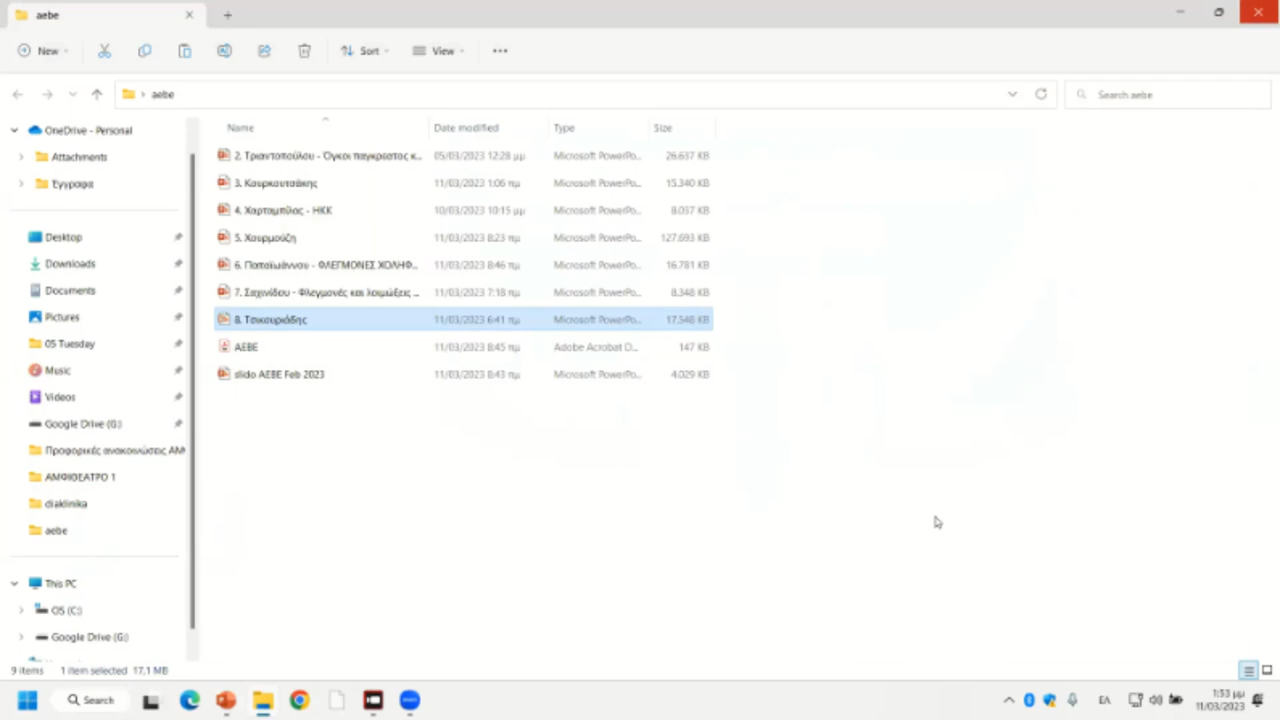 aebe
New
Sort
View
aebe
Search aebe
OneDrive - Personal
Attachments
Έγγραφα
Desktop
Downloads
Documents
Pictures
05 Tuesday
Music
Videos
Google Drive (G:)
Προφορικές ανακοινώσεις ΑΜΦ
ΑΜΦΙΘΕΑΤΡΟ 1
diaklinika
aebe
This PC
OS (C:)
Google Drive (G:)
Name Date modified Type Size
2. Τριαντοπούλου - Όγκοι παγκρεατος κ... 05/03/2023 12:28 μμ Microsoft PowerPo... 26.637 KB
3. Κουρκουτσάκης 11/03/2023 1:06 πμ Microsoft PowerPo... 15.340 KB
4. Χαρταμπίλας - ΗΚΚ 10/03/2023 10:15 μμ Microsoft PowerPo... 8.037 KB
5. Χουρμούζη 11/03/2023 8:23 πμ Microsoft PowerPo... 127.693 KB
6. Παπαϊωάννου - ΦΛΕΓΜΟΝΕΣ ΧΟΛΗΦ... 11/03/2023 8:46 πμ Microsoft PowerPo... 16.781 KB
7. Σαχινίδου - Φλεγμονές και λοιμώξεις ... 11/03/2023 7:18 πμ Microsoft PowerPo... 8.348 KB
8. Τσικουριάδης 11/03/2023 6:41 πμ Microsoft PowerPo... 17.548 KB
AEBE 11/03/2023 8:45 πμ Adobe Acrobat D... 147 KB
slido AEBE Feb 2023 11/03/2023 8:43 πμ Microsoft PowerPo... 4.029 KB
9 items 1 item selected 17,1 MB
Search
ΕΛ
1:53 μμ
11/03/2023